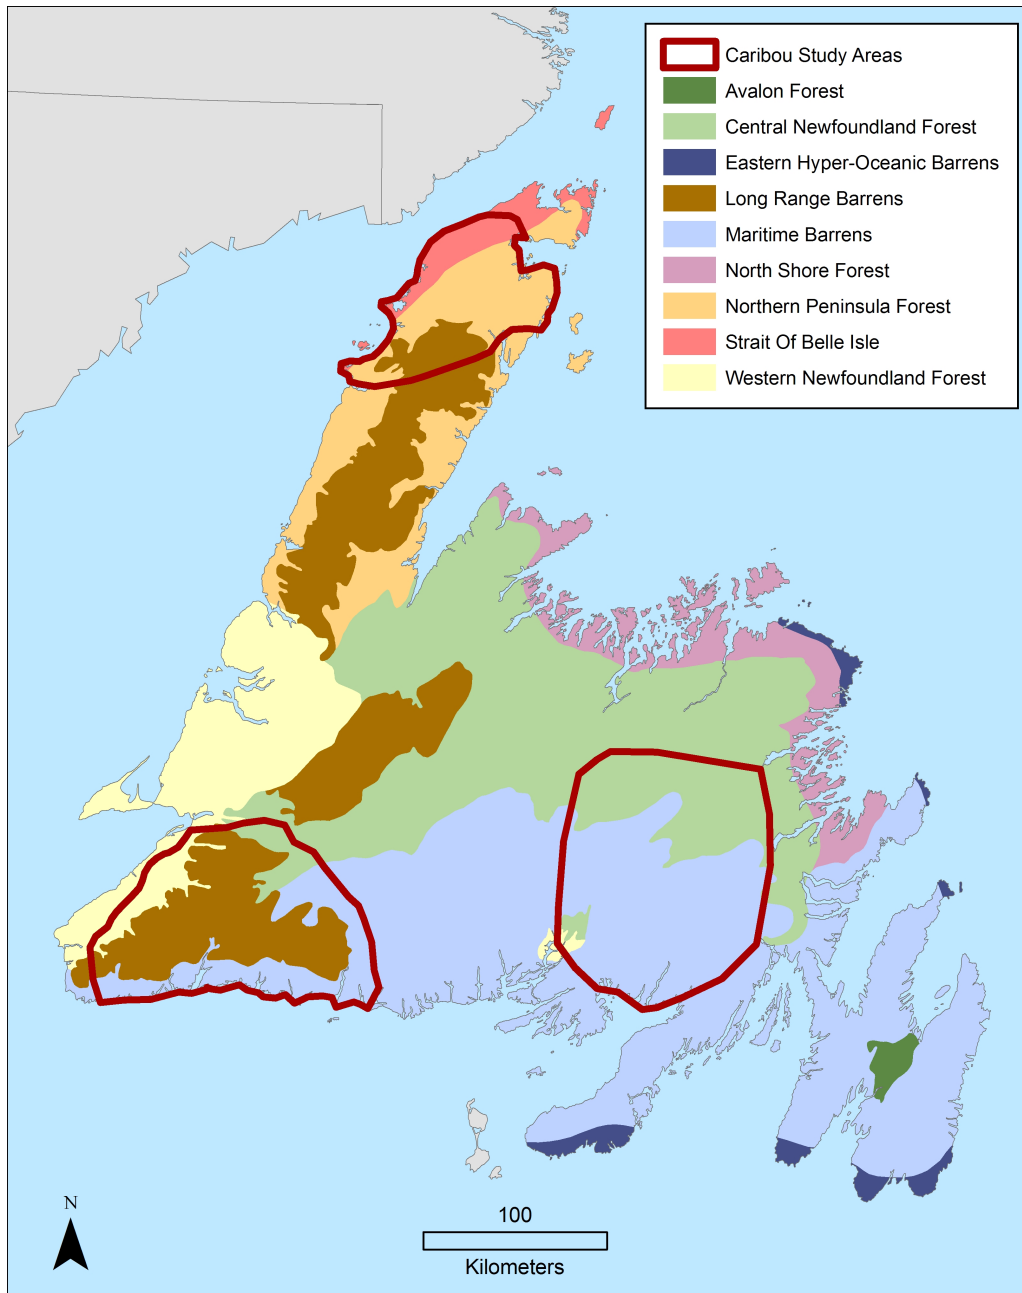 Caribou Study Areas
Avalon Forest
Central Newfoundland Forest
Eastern Hyper-Oceanic Barrens
Long Range Barrens
Maritime Barrens
North Shore Forest
Northern Peninsula Forest
Strait Of Belle Isle
Western Newfoundland Forest
N
100
Kilometers